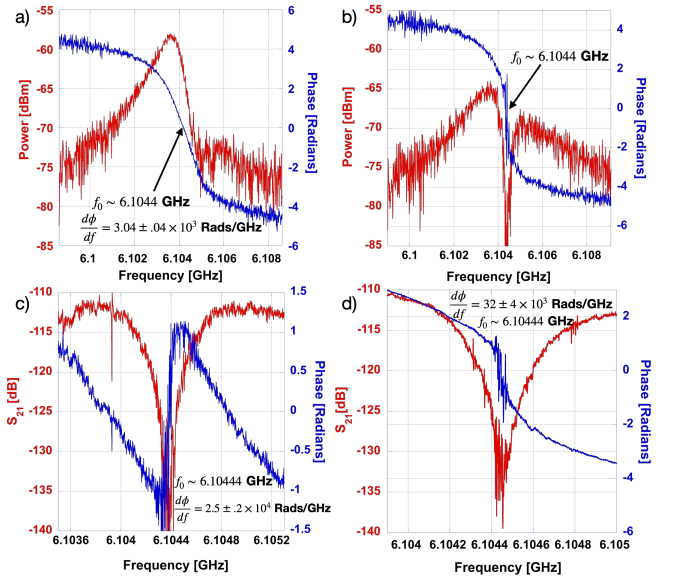 a)
-55
-60
-65
-70
-75
-80
-85
Power [dBm]
6
4
2
0
-2
-4
-6
Phase [Radians]
f₀ ~ 6.1044 GHz
dϕ/df = 3.04 ± .04 × 10³ Rads/GHz
6.1 6.102 6.104 6.106 6.108
Frequency [GHz]
b)
-55
-60
-65
-70
-75
-80
-85
Power [dBm]
4
2
0
-2
-4
-6
Phase [Radians]
f₀ ~ 6.1044 GHz
6.1 6.102 6.104 6.106 6.108
Frequency [GHz]
c)
-110
-115
-120
-125
-130
-135
-140
S₂₁ [dB]
1.5
1
0.5
0
-0.5
-1
-1.5
Phase [Radians]
f₀ ~ 6.10444 GHz
dϕ/df = 2.5 ± .2 × 10⁴ Rads/GHz
6.1036 6.104 6.1044 6.1048 6.1052
Frequency [GHz]
d)
-110
-115
-120
-125
-130
-135
-140
S₂₁[dB]
2
0
-2
-4
-6
Phase [Radians]
dϕ/df = 32 ± 4 × 10³ Rads/GHz
f₀ ~ 6.10444 GHz
6.104 6.1042 6.1044 6.1046 6.1048 6.105
Frequency [GHz]